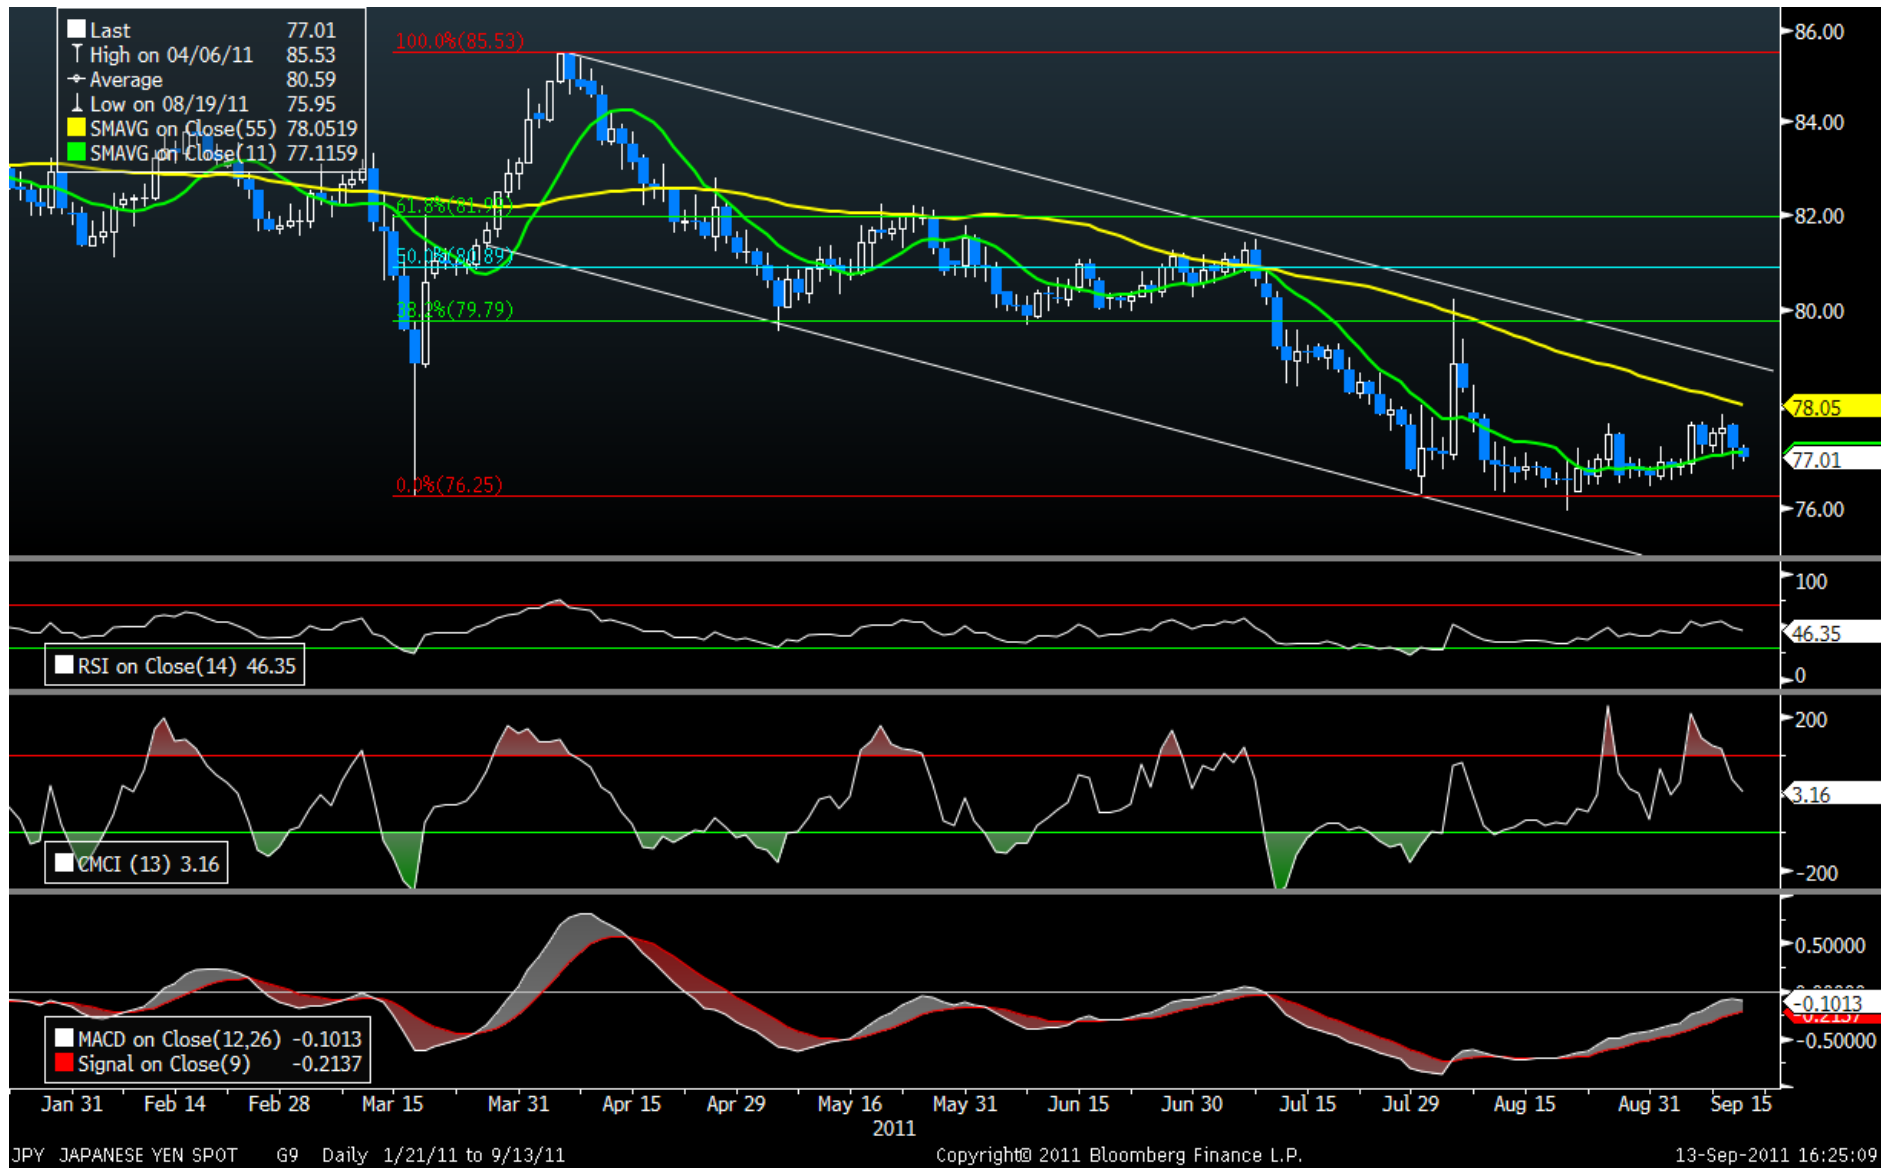 Last 77.01
High on 04/06/11 85.53
Average 80.59
Low on 08/19/11 75.95
SMAVG on Close(55) 78.0519
SMAVG on Close(11) 77.1159
100.0%(85.53)
61.8%(81.99)
50.0%(80.89)
38.2%(79.79)
0.0%(76.25)
86.00
84.00
82.00
80.00
78.05
77.01
76.00
100
46.35
0
RSI on Close(14) 46.35
200
3.16
-200
CMCI (13) 3.16
0.50000
0.00000
-0.1013
-0.2137
-0.50000
MACD on Close(12,26) -0.1013
Signal on Close(9) -0.2137
Jan 31 Feb 14 Feb 28 Mar 15 Mar 31 Apr 15 Apr 29 May 16 May 31 Jun 15 Jun 30 Jul 15 Jul 29 Aug 15 Aug 31 Sep 15
2011
JPY JAPANESE YEN SPOT G9 Daily 1/21/11 to 9/13/11 Copyright© 2011 Bloomberg Finance L.P. 13-Sep-2011 16:25:09